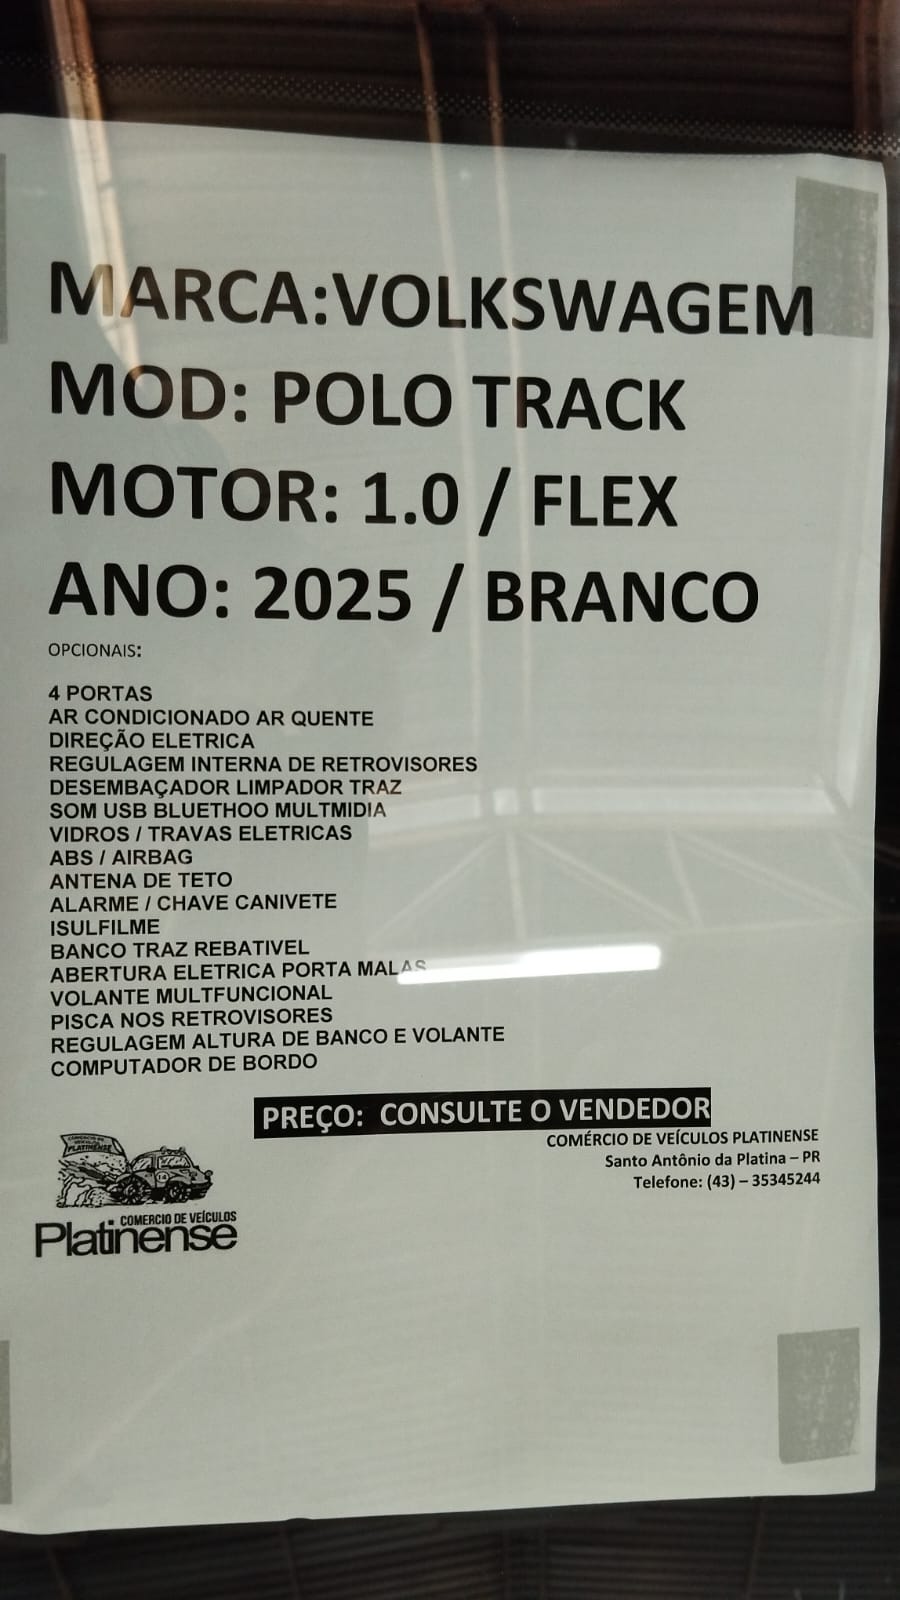 MARCA:VOLKSWAGEM
MOD: POLO TRACK
MOTOR: 1.0 / FLEX
ANO: 2025 / BRANCO
OPCIONAIS:
4 PORTAS
AR CONDICIONADO AR QUENTE
DIREÇÃO ELETRICA
REGULAGEM INTERNA DE RETROVISORES
DESEMBAÇADOR LIMPADOR TRAZ
SOM USB BLUETHOO MULTMIDIA
VIDROS / TRAVAS ELETRICAS
ABS / AIRBAG
ANTENA DE TETO
ALARME / CHAVE CANIVETE
ISULFILME
BANCO TRAZ REBATIVEL
ABERTURA ELETRICA PORTA MALAS
VOLANTE MULTFUNCIONAL
PISCA NOS RETROVISORES
REGULAGEM ALTURA DE BANCO E VOLANTE
COMPUTADOR DE BORDO
PREÇO: CONSULTE O VENDEDOR
COMÉRCIO DE VEÍCULOS PLATINENSE
Santo Antônio da Platina – PR
Telefone: (43) – 35345244
COMERCIO DE VEÍCULOS
PLATINENSE
COMERCIO DE VEÍCULOS
Platinense